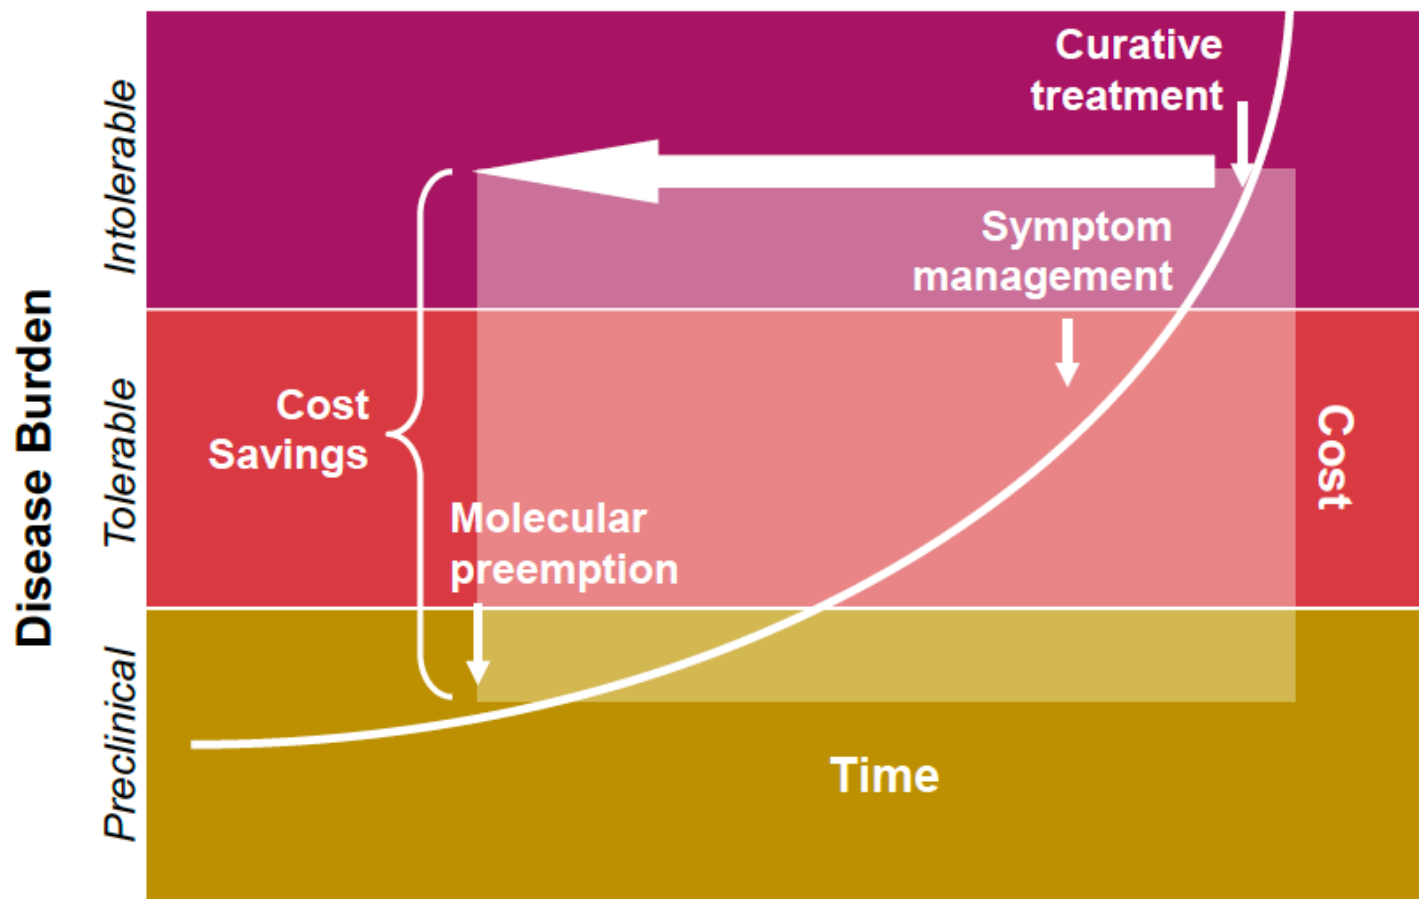 Curative
treatment
Symptom
management
Cost
Savings
Molecular
preemption
Cost
Time
Disease Burden
Intolerable
Tolerable
Preclinical